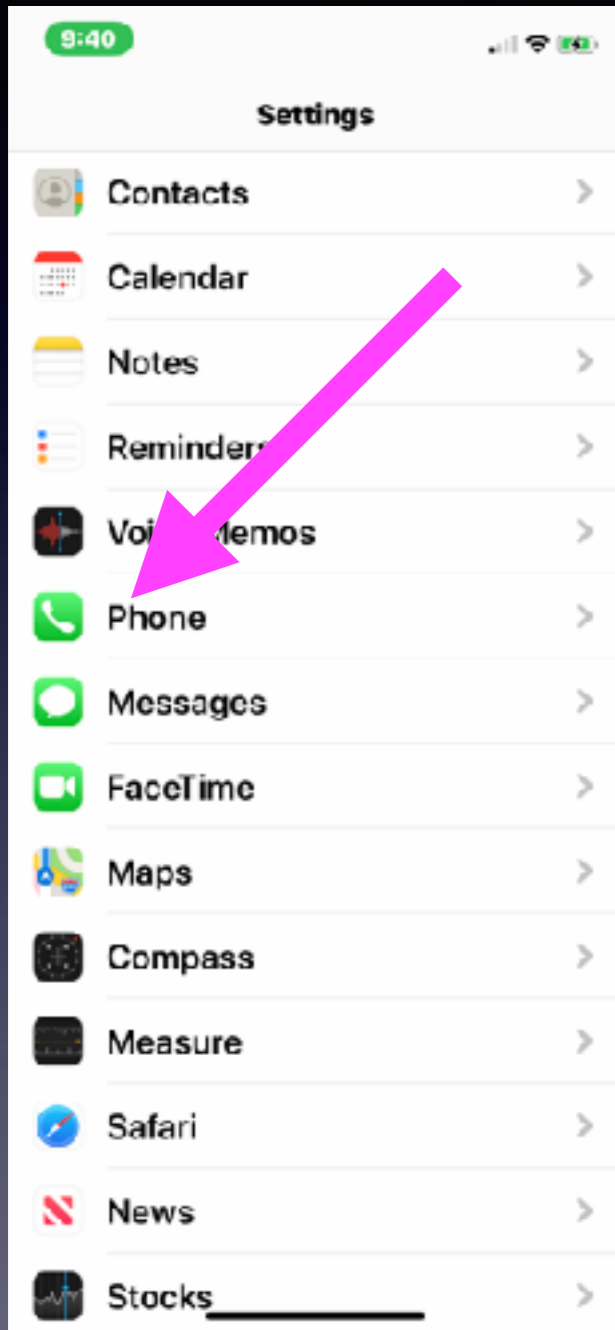 9:40
Settings
Contacts
Calendar
Notes
Reminders
Voice Memos
Phone
Messages
FaceTime
Maps
Compass
Measure
Safari
News
Stocks